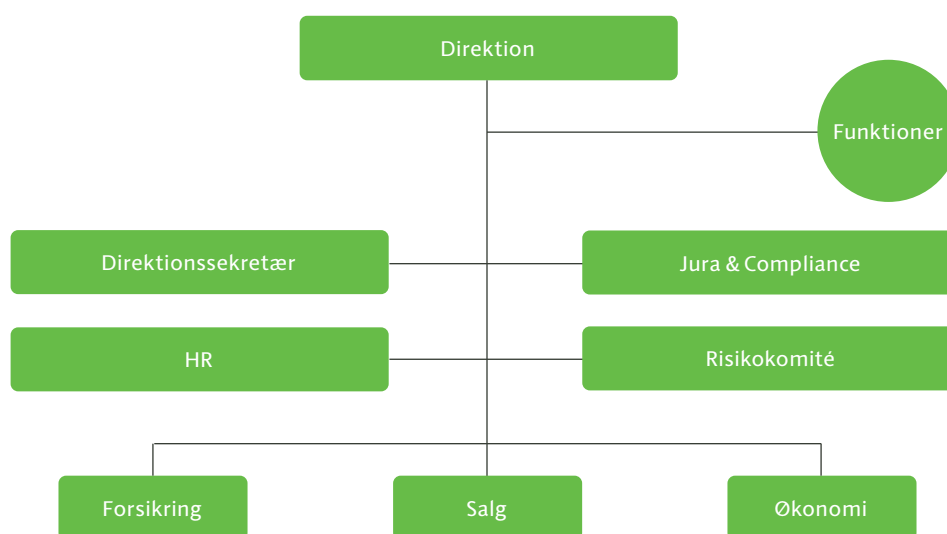 Direktion
Funktioner
Direktionssekretær
Jura & Compliance
HR
Risikokomité
Forsikring
Salg
Økonomi